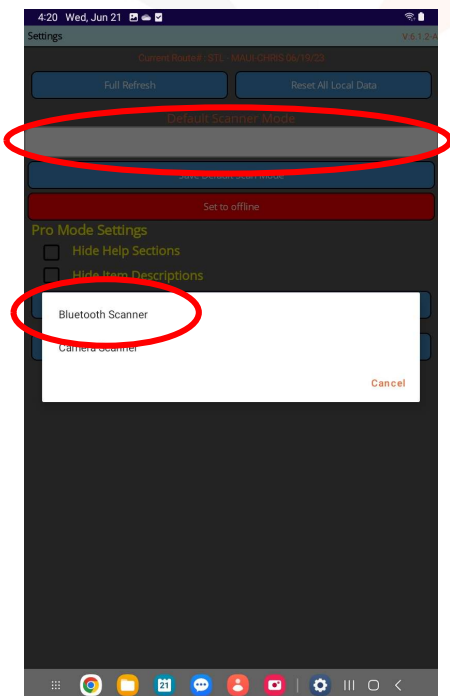 4:20 Wed, Jun 21
Settings V.6.1.2-A
Current Route# : STL - MAUI-CHRG 06/19/23
Full Refresh Reset All Local Data
Default Scanner Mode
Save Default Scan Mode
Set to offline
Pro Mode Settings
Hide Help Sections
Hide Item Descriptions
Bluetooth Scanner
Camera Scanner
Cancel
21